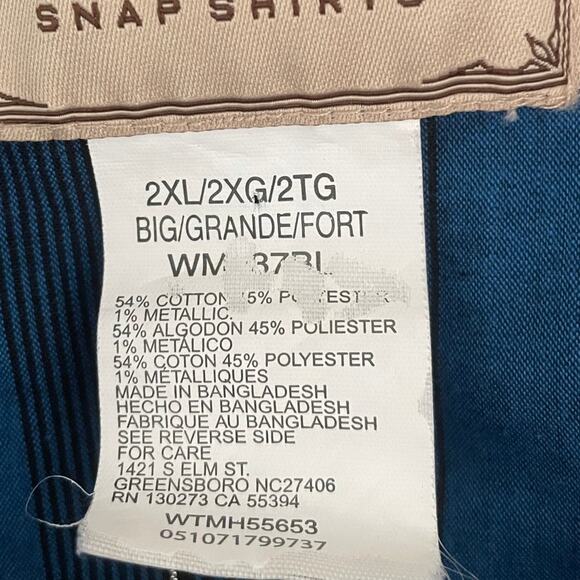 SNAP SHIRTS
2XL/2XG/2TG
BIG/GRANDE/FORT
54% COTTON
1% METALLIC
54% ALGODON 45% POLIESTER
1% METALICO
54% COTON 45% POLYESTER
1% MÉTALLIQUES
MADE IN BANGLADESH
HECHO EN BANGLADESH
FABRIQUE AU BANGLADESH
SEE REVERSE SIDE
FOR CARE
1421 S ELM ST.
GREENSBORO NC27406
RN 130273 CA 55394
WTMH55653
051071799737